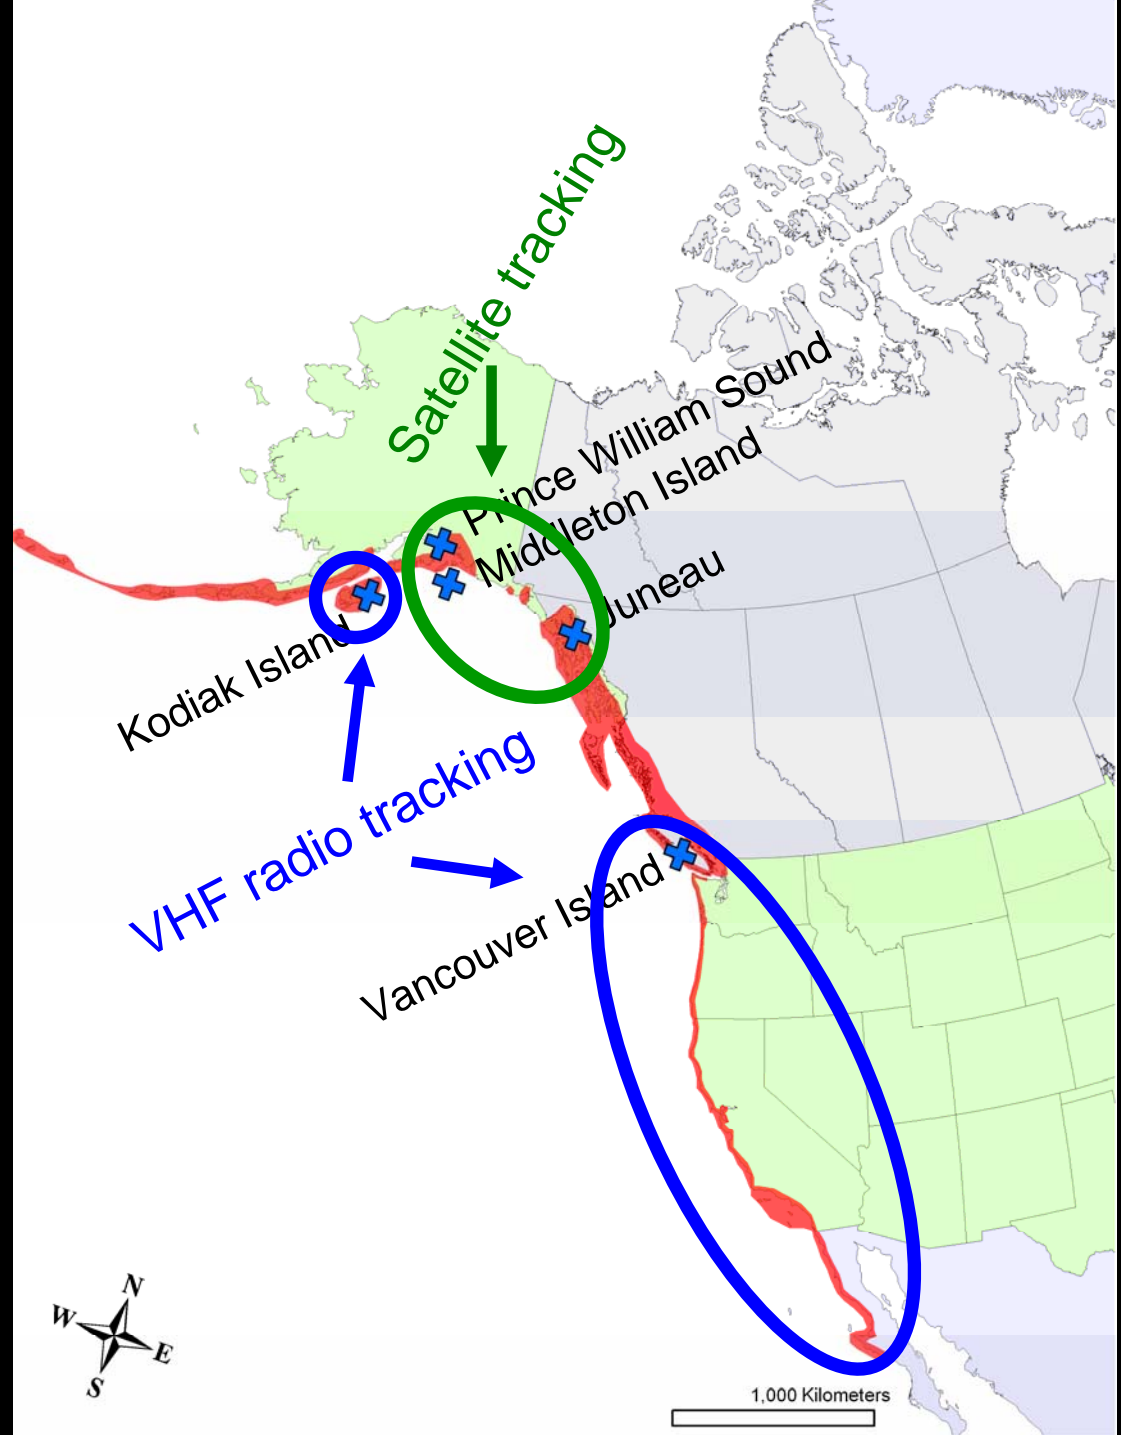 Satellite tracking
Prince William Sound
Middleton Island
Juneau
Kodiak Island
VHF radio tracking
Vancouver Island
N
W
E
S
1,000 Kilometers